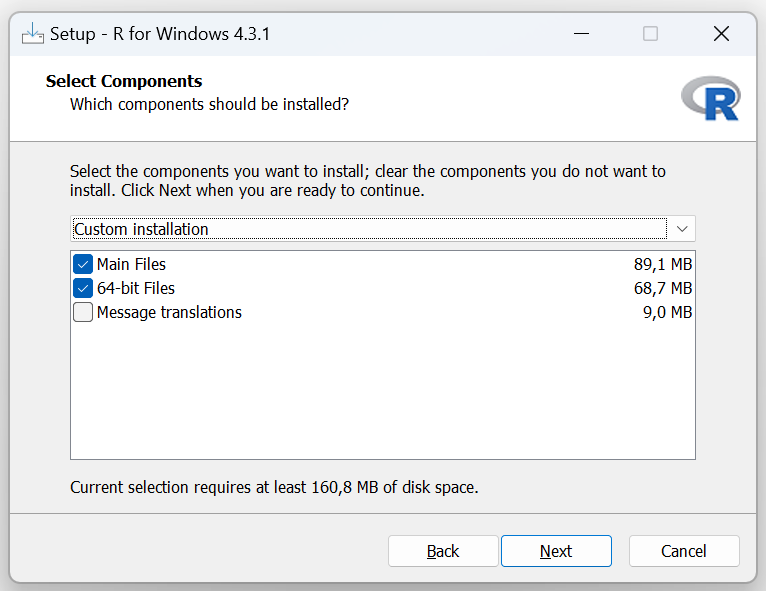 Setup - R for Windows 4.3.1
Select Components
Which components should be installed?
R
Select the components you want to install; clear the components you do not want to
install. Click Next when you are ready to continue.
Custom installation
Main Files 89,1 MB
64-bit Files 68,7 MB
Message translations 9,0 MB
Current selection requires at least 160,8 MB of disk space.
Back Next Cancel